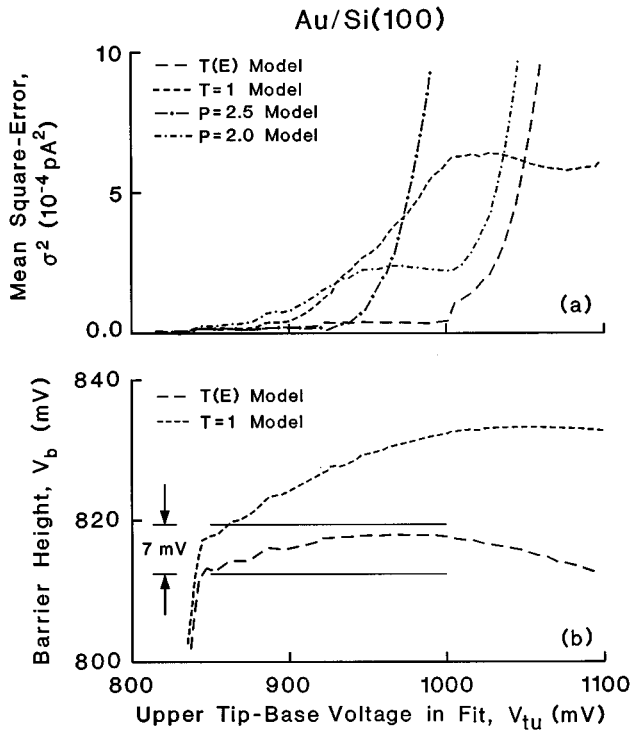 Au/Si(100)
Mean Square-Error,
σ² (10⁻⁴ pA²)
10
5
0.0
T(E) Model
T=1 Model
P=2.5 Model
P=2.0 Model
(a)
Barrier Height, V_b (mV)
840
820
800
T(E) Model
T=1 Model
7 mV
(b)
800
900
1000
1100
Upper Tip-Base Voltage in Fit, V_tu (mV)